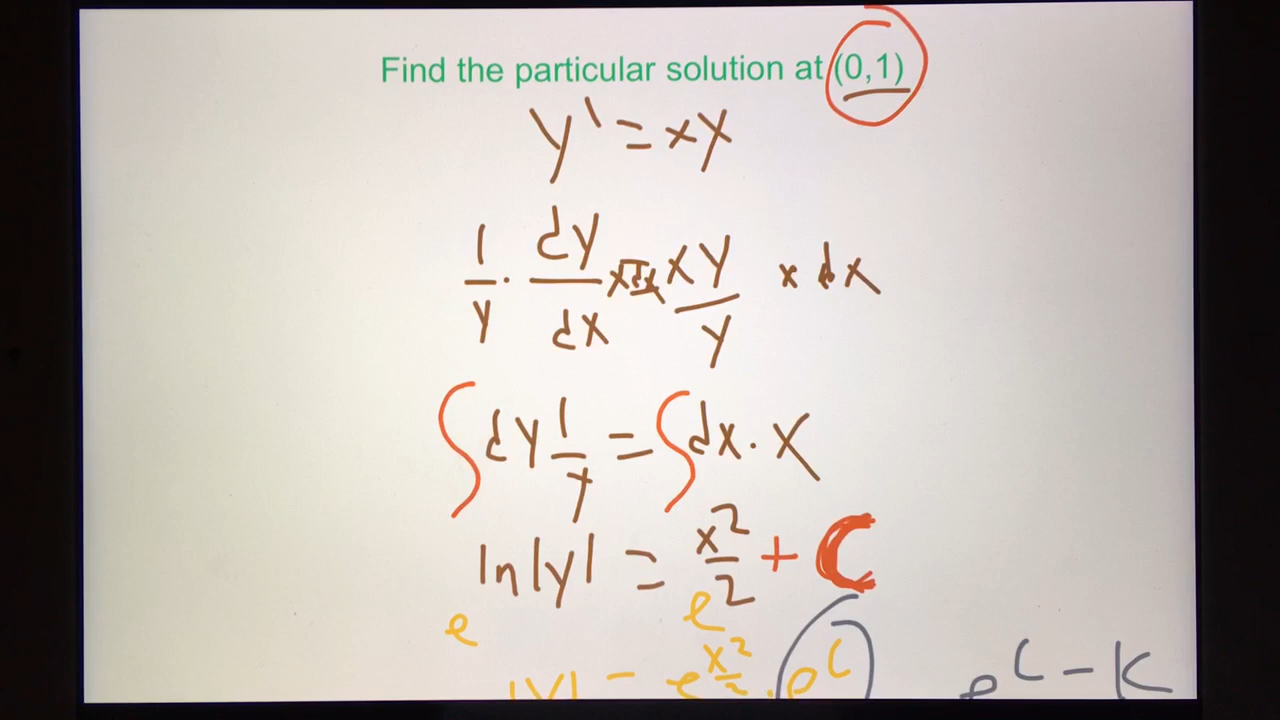 Find the particular solution at (0,1)
y' = xy
1/y · dy/dx xy/y x dx
∫ dy 1/y = ∫ dx · x
ln|y| = x²/2 + C
e e
|y| = e^(x²/2) · e^C e^C = K